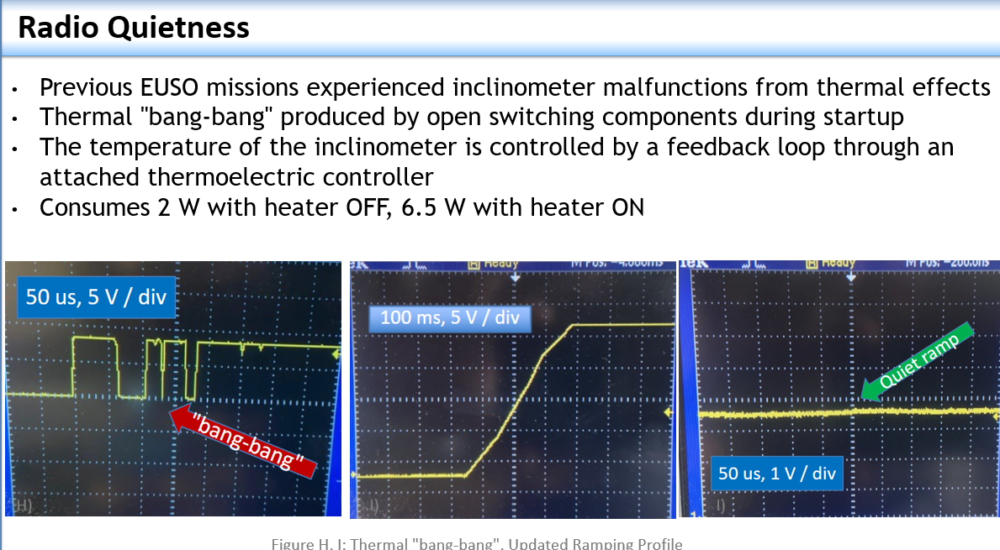 Radio Quietness
• Previous EUSO missions experienced inclinometer malfunctions from thermal effects
• Thermal "bang-bang" produced by open switching components during startup
• The temperature of the inclinometer is controlled by a feedback loop through an
attached thermoelectric controller
• Consumes 2 W with heater OFF, 6.5 W with heater ON
50 us, 5 V / div
"bang-bang"
H)
Ready
M Pos:
100 ms, 5 V / div
I)
Tek
Ready
M Pos: -200.0ns
Quiet ramp
50 us, 1 V / div
I)
Figure H, I: Thermal "bang-bang", Updated Ramping Profile